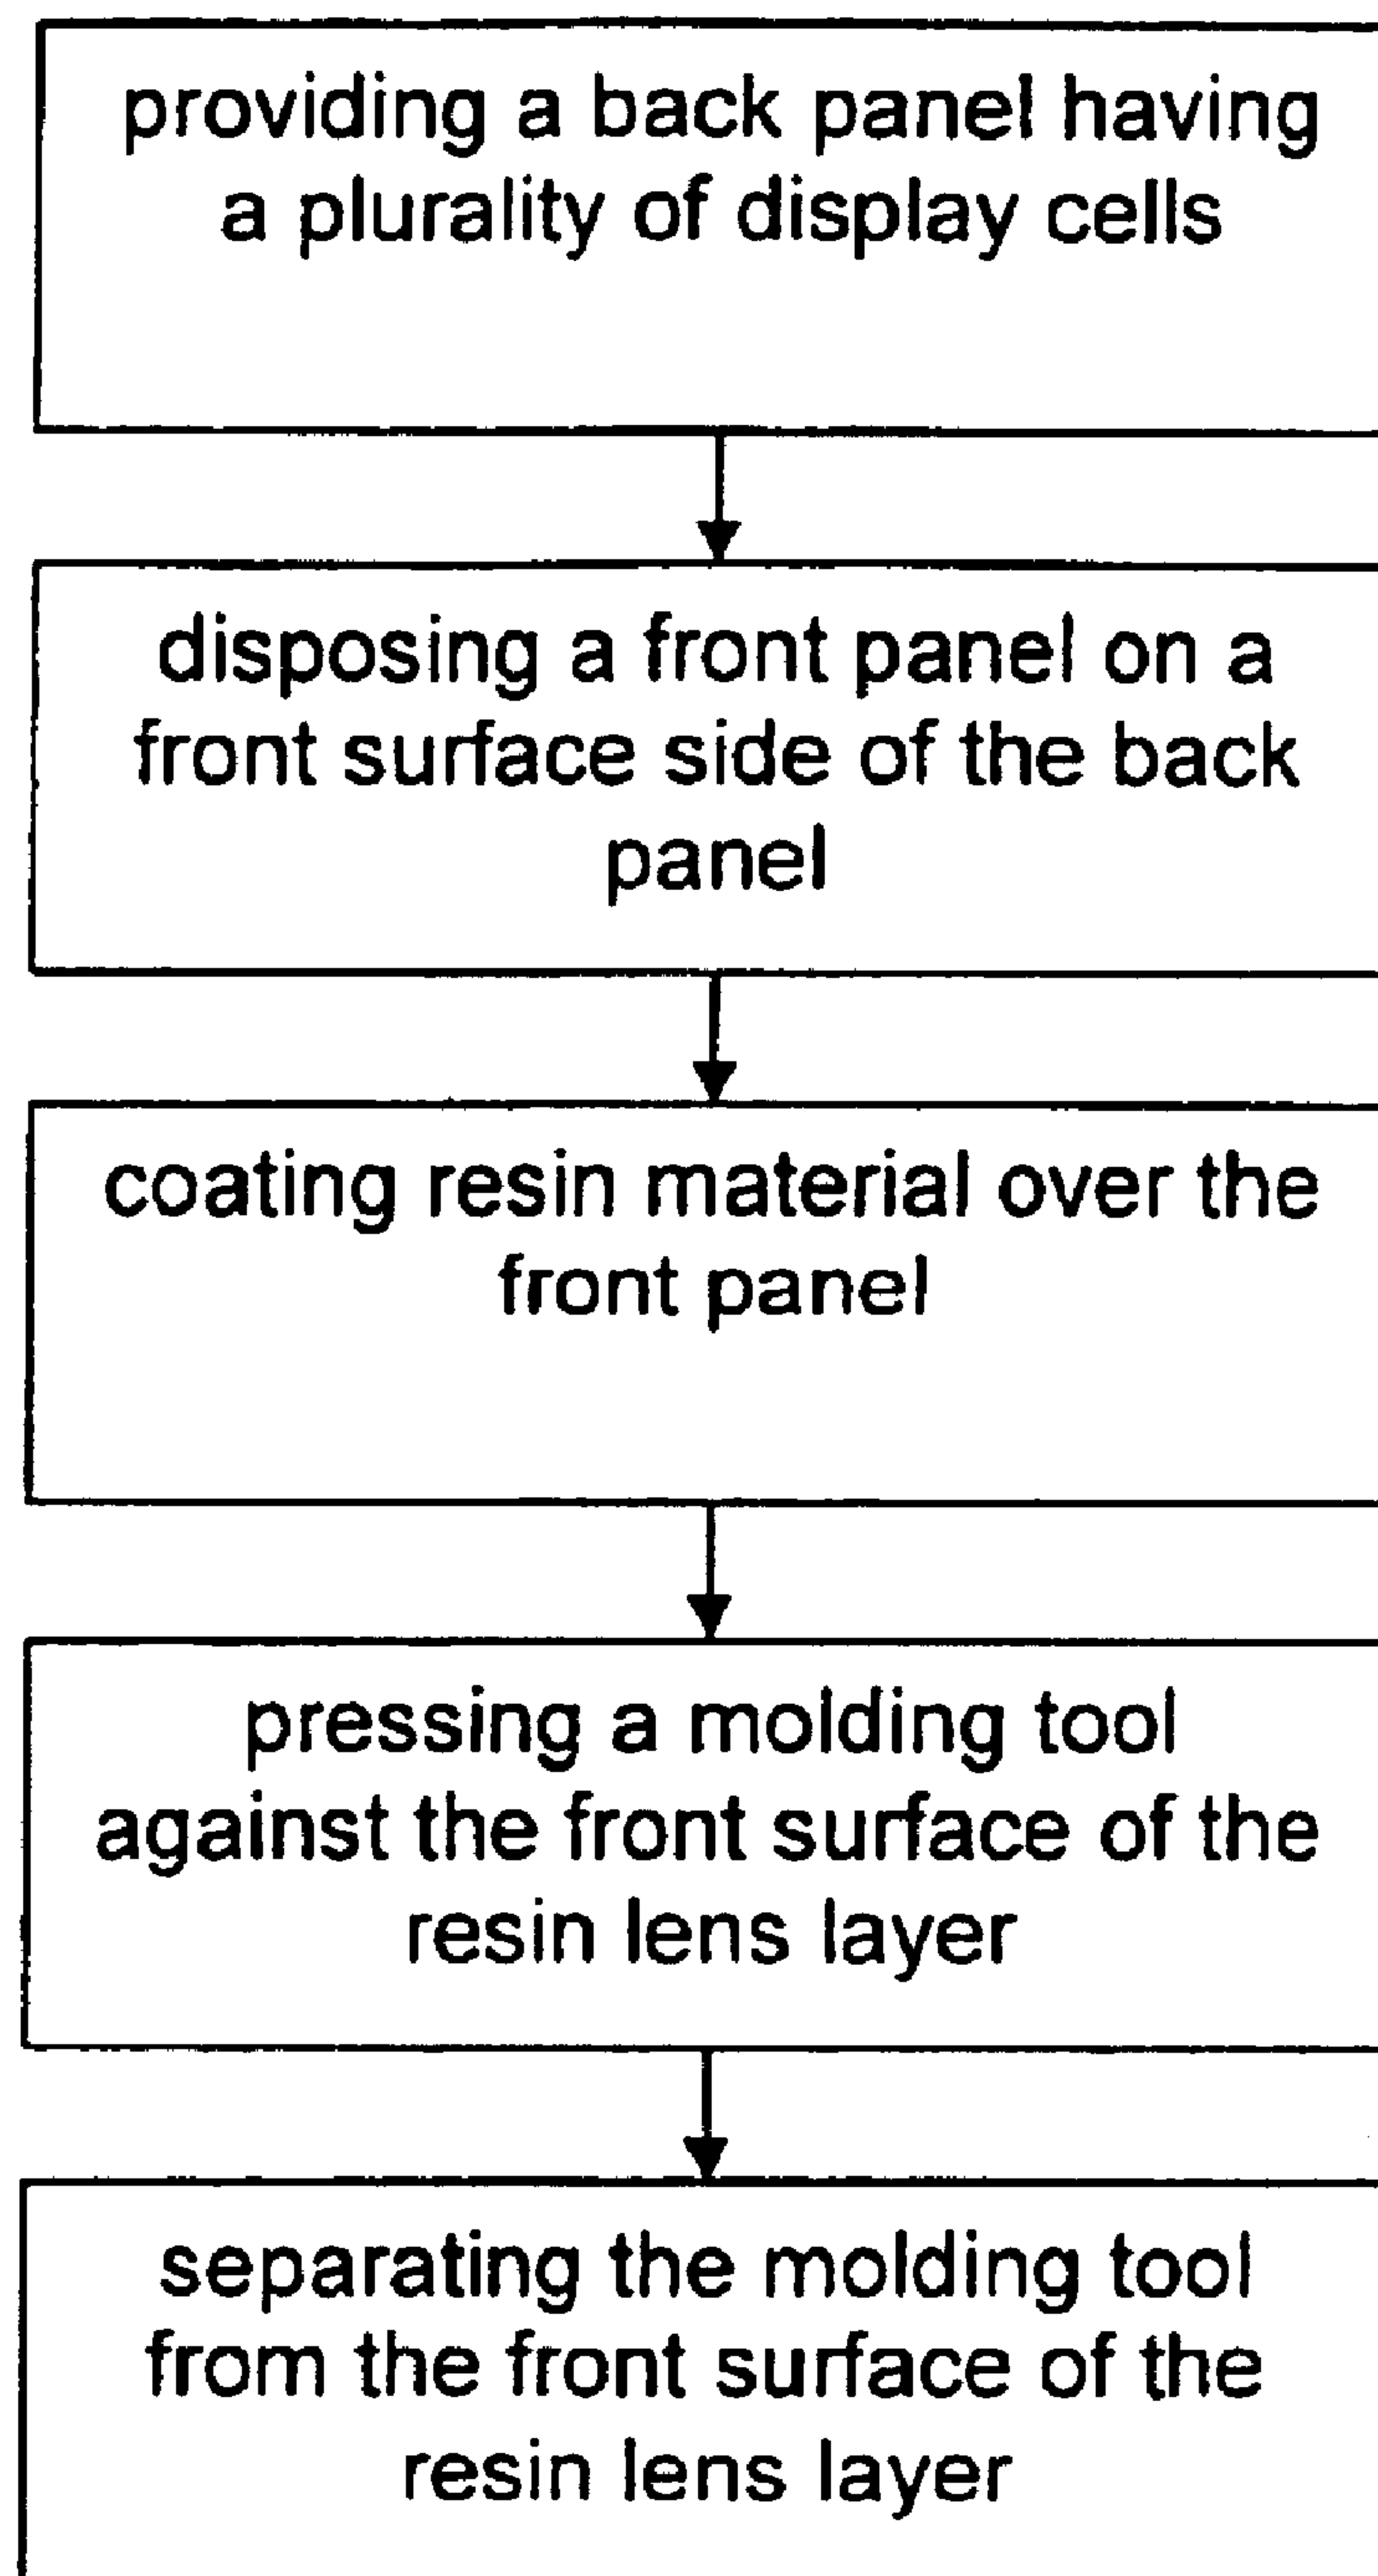 providing a back panel having
a plurality of display cells
disposing a front panel on a
front surface side of the back
panel
coating resin material over the
front panel
pressing a molding tool
against the front surface of the
resin lens layer
separating the molding tool
from the front surface of the
resin lens layer